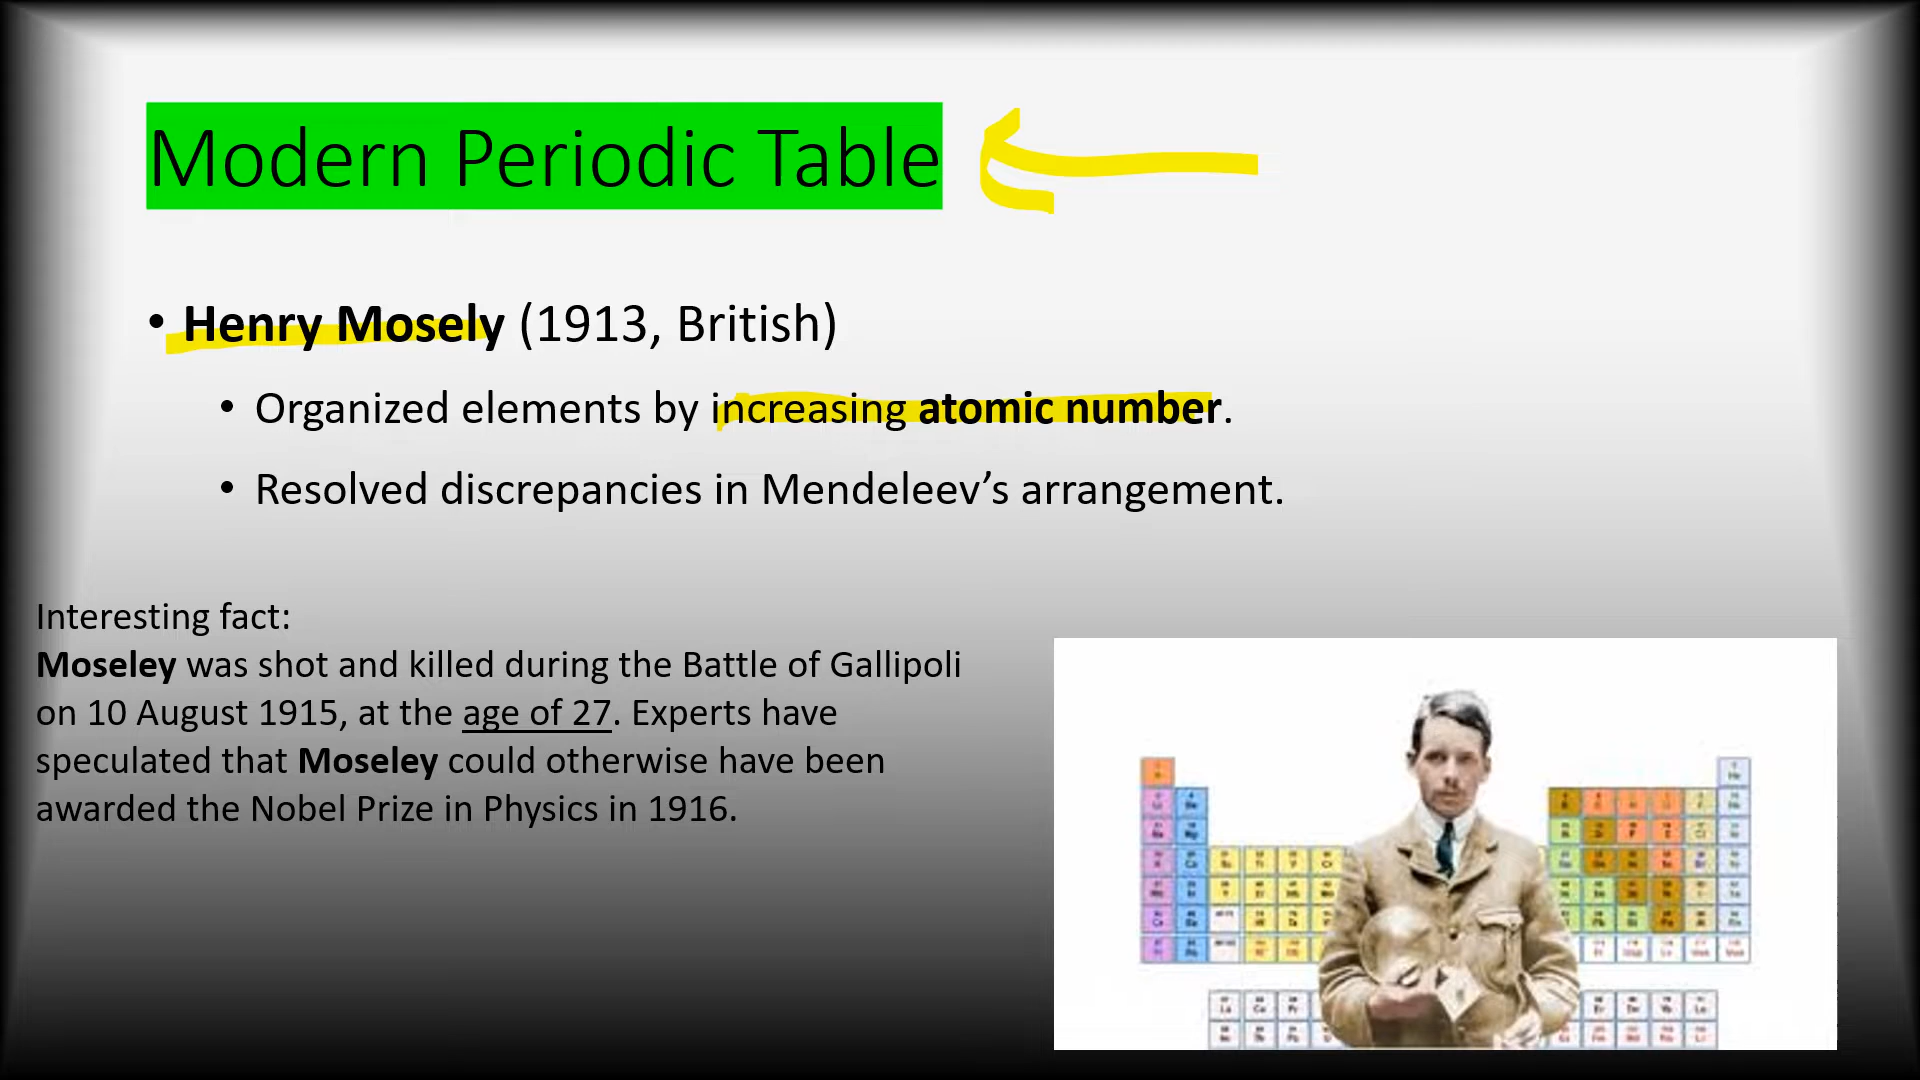 Modern Periodic Table
• Henry Mosely (1913, British)
• Organized elements by increasing atomic number.
• Resolved discrepancies in Mendeleev’s arrangement.
Interesting fact:
Moseley was shot and killed during the Battle of Gallipoli
on 10 August 1915, at the age of 27. Experts have
speculated that Moseley could otherwise have been
awarded the Nobel Prize in Physics in 1916.